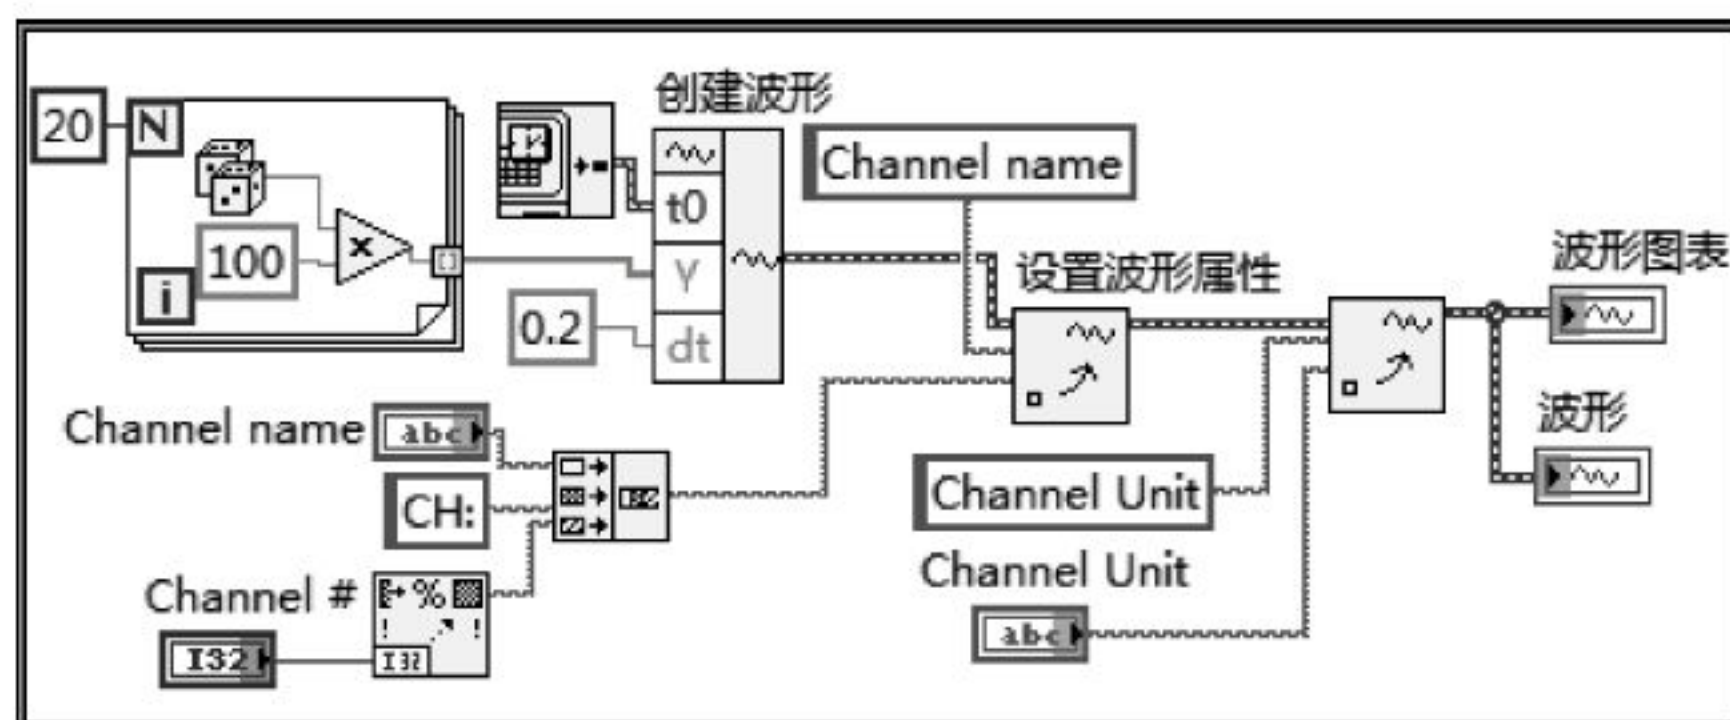 20
N
100
i
创建波形
t0
Y
0.2
dt
Channel name
设置波形属性
波形图表
波形
Channel name
abc
CH:
Channel #
%
! !
I32
I32
Channel Unit
Channel Unit
abc